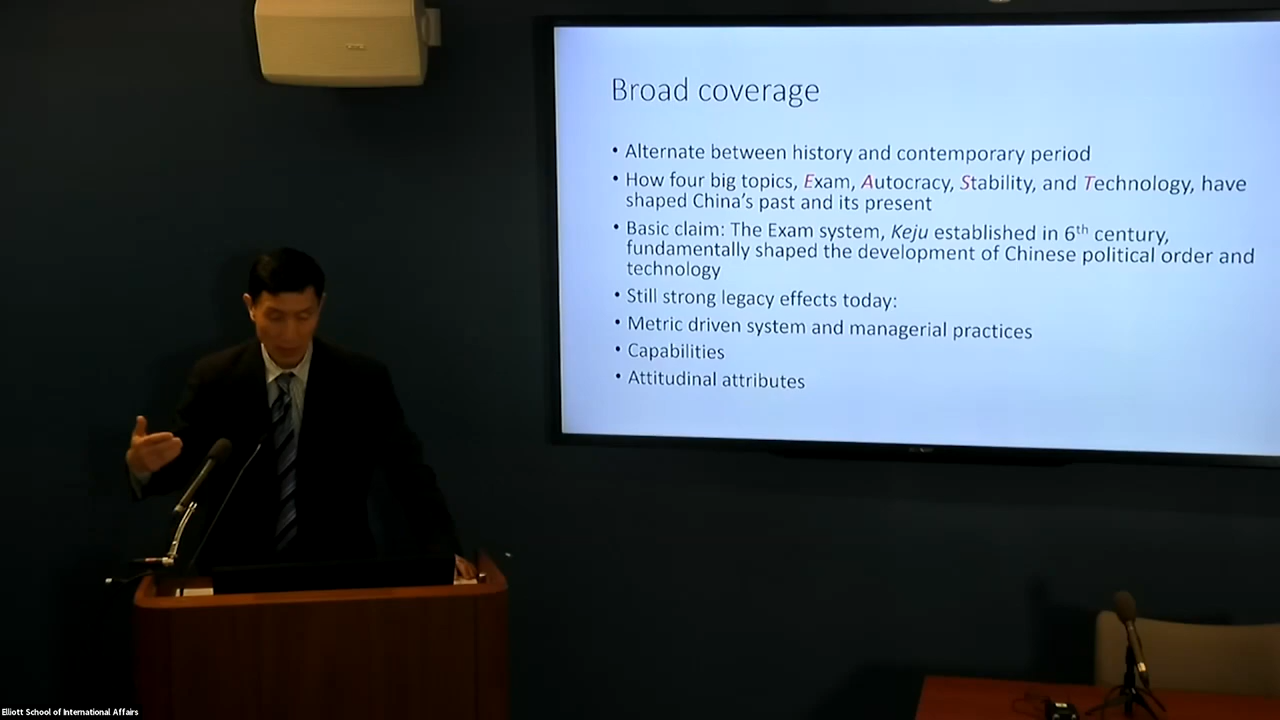 Broad coverage
• Alternate between history and contemporary period
• How four big topics, Exam, Autocracy, Stability, and Technology, have
shaped China's past and its present
• Basic claim: The Exam system, Keju established in 6th century,
fundamentally shaped the development of Chinese political order and
technology
• Still strong legacy effects today:
• Metric driven system and managerial practices
• Capabilities
• Attitudinal attributes
Elliott School of International Affairs